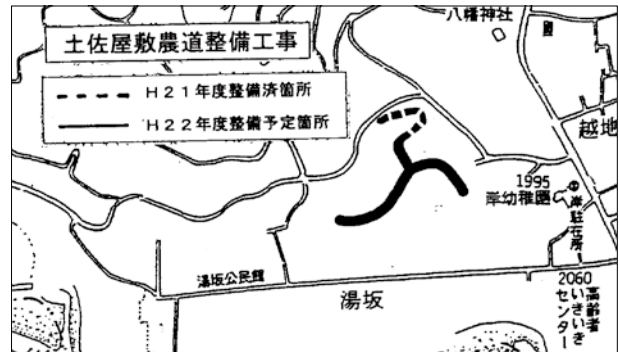 土佐屋敷農道整備工事
H21年度整備済箇所
H22年度整備予定箇所
八幡神社
越地
1995
岸幼稚園
岸駐在所
湯坂公民館
湯坂
2060
高齢者
いきいき
センター